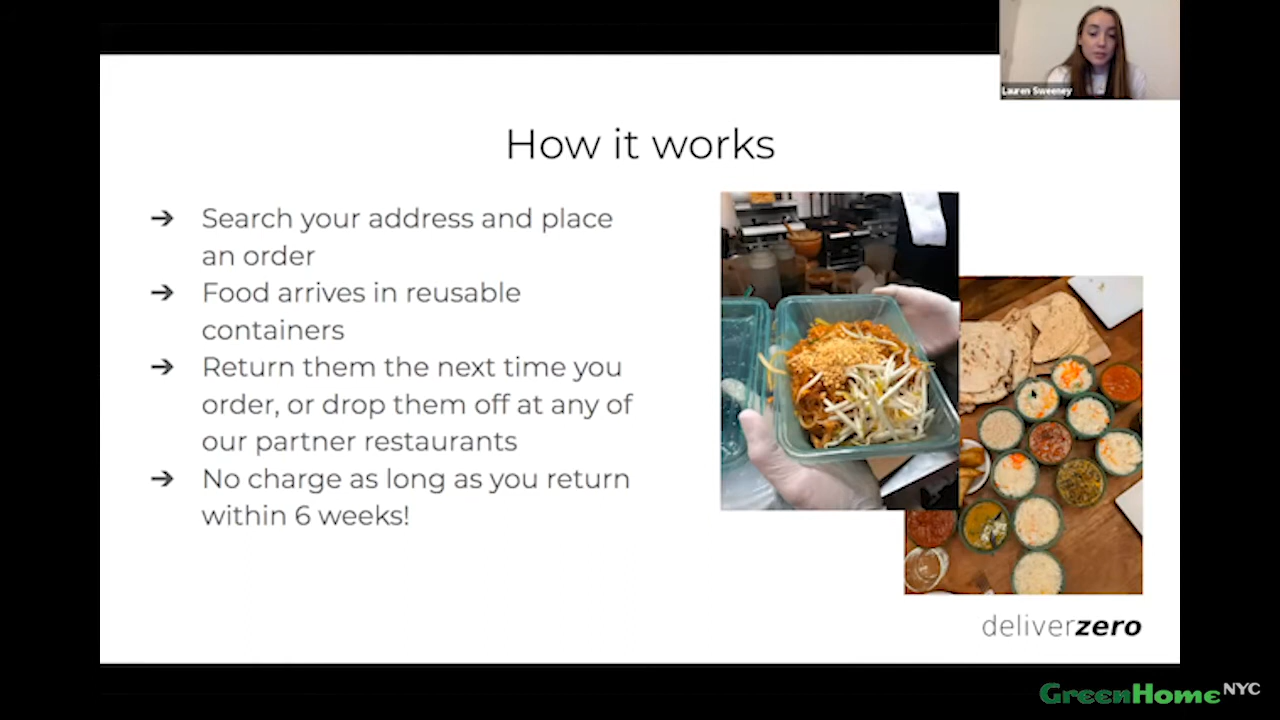 Lauren Sweeney
How it works
➔ Search your address and place
an order
➔ Food arrives in reusable
containers
➔ Return them the next time you
order, or drop them off at any of
our partner restaurants
➔ No charge as long as you return
within 6 weeks!
deliverzero
GreenHomeNYC